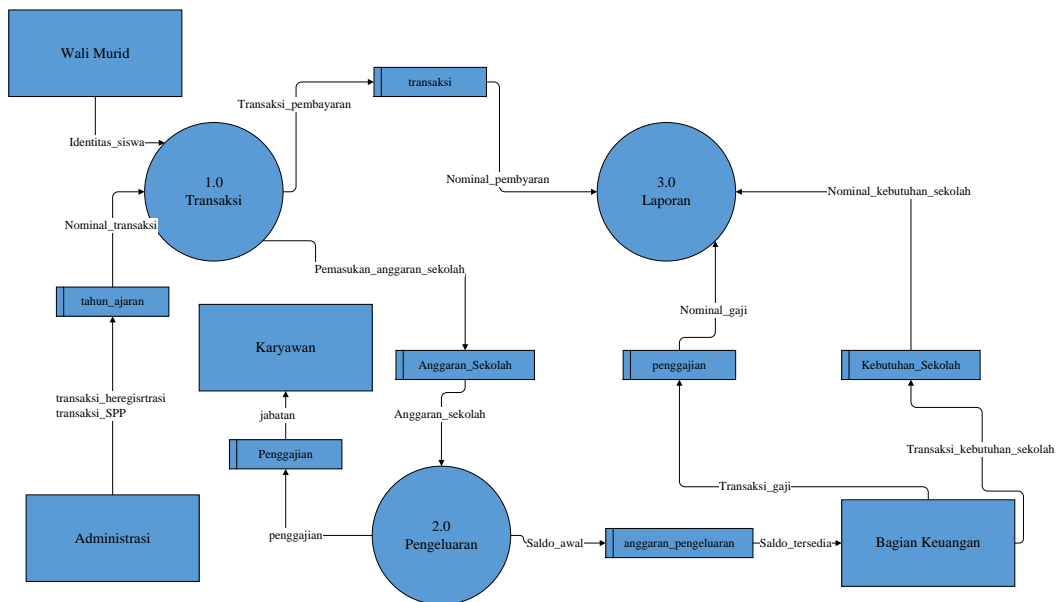 Wali Murid
transaksi
Transaksi_pembayaran
Identitas_siswa
1.0
Transaksi
Nominal_pembyaran
3.0
Laporan
Nominal_kebutuhan_sekolah
Nominal_transaksi
Pemasukan_anggaran_sekolah
tahun_ajaran
Nominal_gaji
Karyawan
Anggaran_Sekolah
penggajian
Kebutuhan_Sekolah
transaksi_heregisrtrasi
transaksi_SPP
jabatan
Anggaran_sekolah
Penggajian
Transaksi_kebutuhan_sekolah
Transaksi_gaji
Administrasi
penggajian
2.0
Pengeluaran
Saldo_awal
anggaran_pengeluaran
Saldo_tersedia
Bagian Keuangan